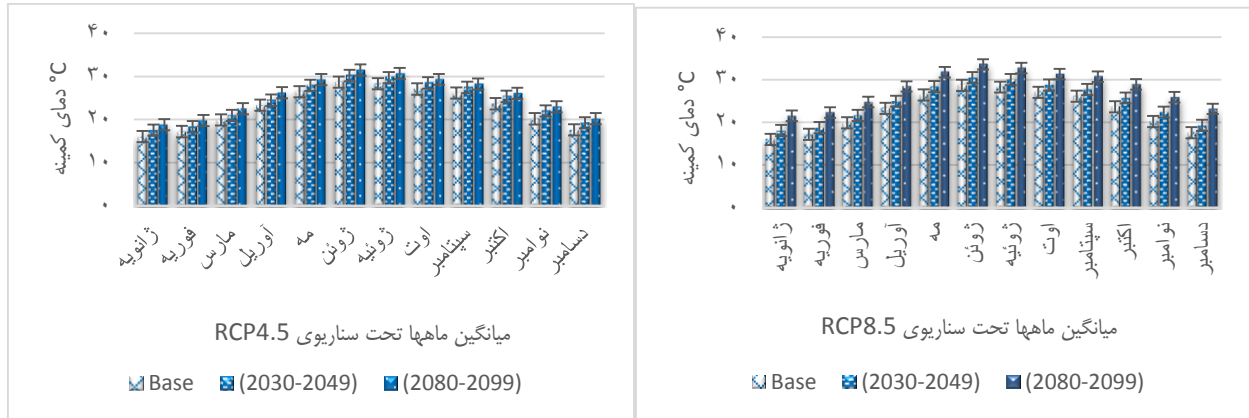 ۴۰
۳۰
۲۰
۱۰
۰
دمای کمینه °C
ژانویه
فوریه
مارس
آوریل
مه
ژوئن
ژوئیه
اوت
سپتامبر
اکتبر
نوامبر
دسامبر
میانگین ماهها تحت سناریوی RCP4.5
Base (2030-2049) (2080-2099)
۴۰
۳۰
۲۰
۱۰
۰
دمای کمینه °C
ژانویه
فوریه
مارس
آوریل
مه
ژوئن
ژوئیه
اوت
سپتامبر
اکتبر
نوامبر
دسامبر
میانگین ماهها تحت سناریوی RCP8.5
Base (2030-2049) (2080-2099)